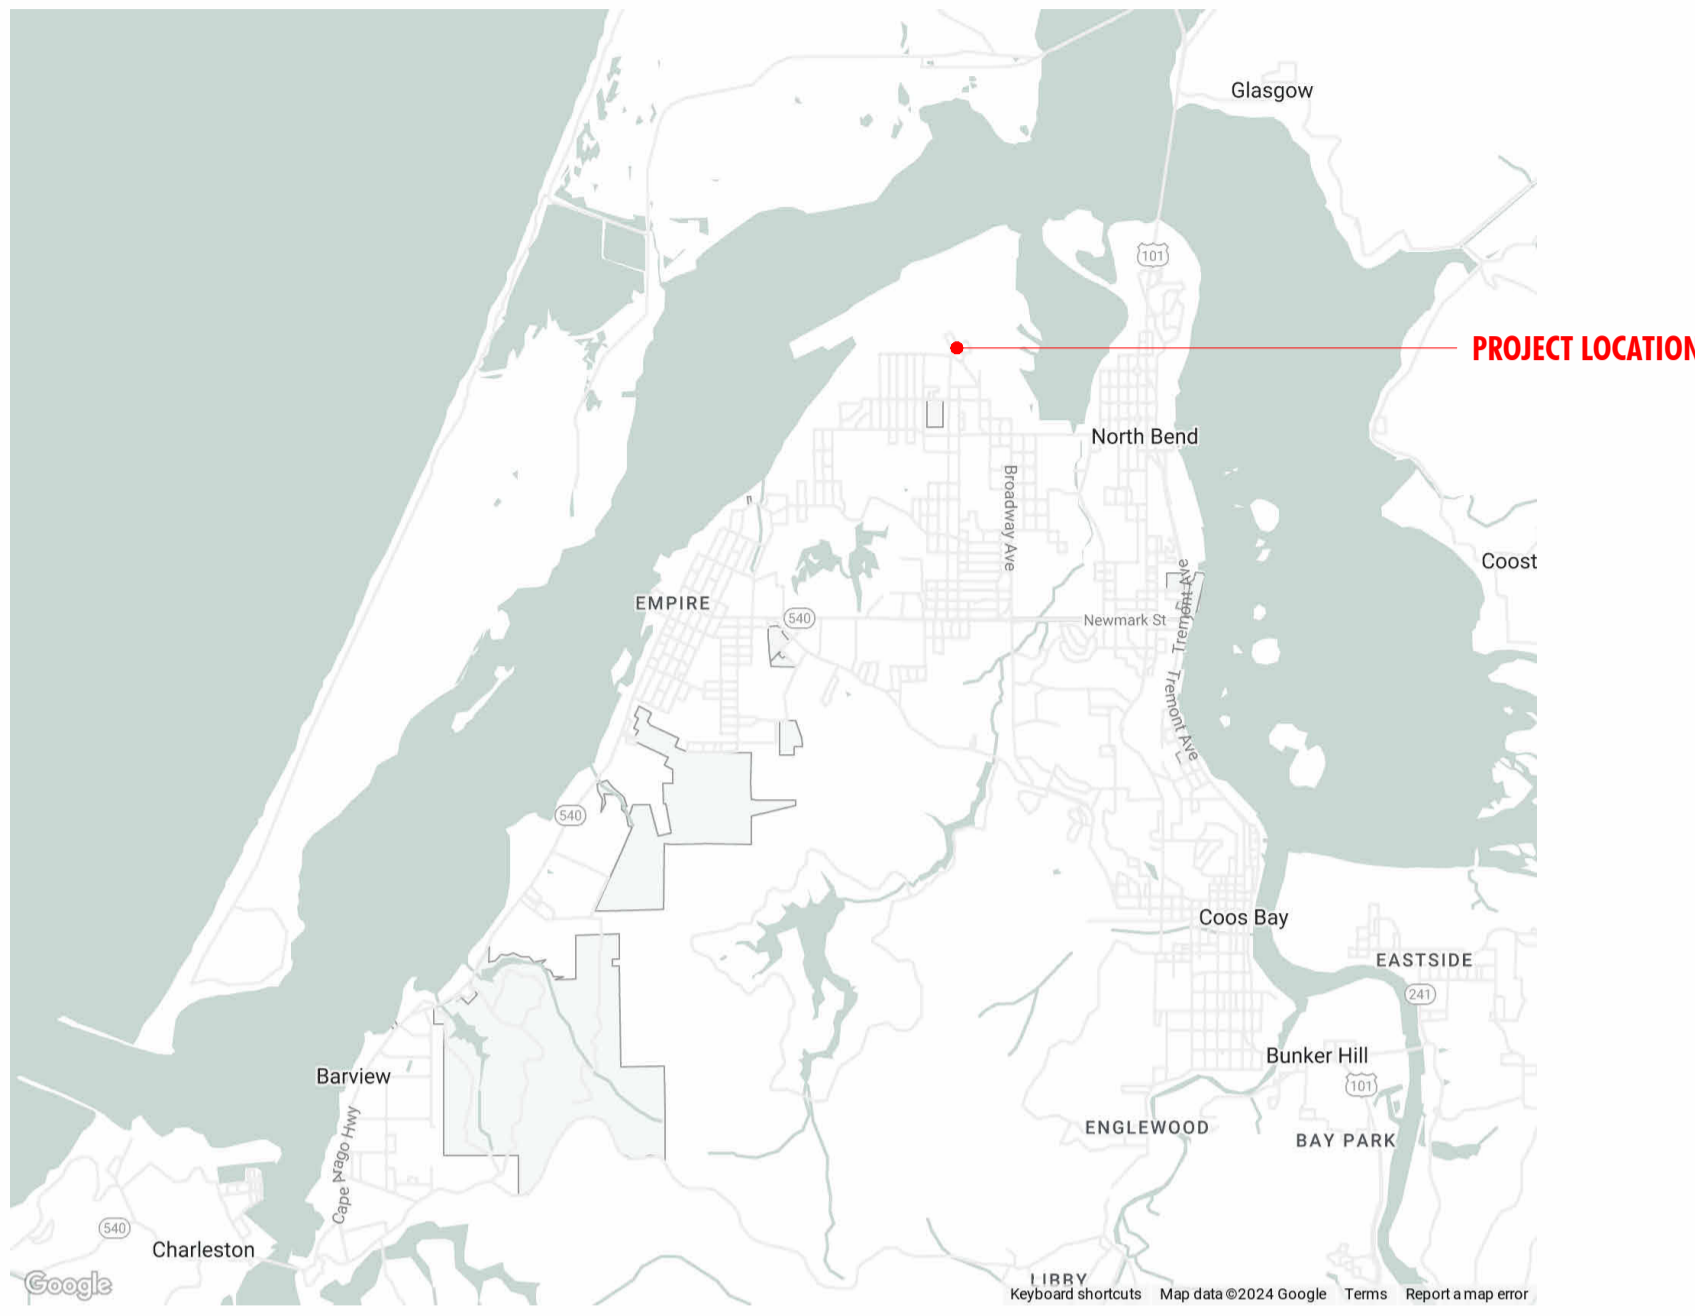 Glasgow
101
PROJECT LOCATION
North Bend
Broadway Ave
Coost
EMPIRE
540
Newmark St
Tremont Ave
Tremont Ave
540
Coos Bay
EASTSIDE
241
Bunker Hill
101
Barview
ENGLEWOOD
BAY PARK
Cape Arago Hwy
540
Charleston
LIBBY
Google
Keyboard shortcuts Map data ©2024 Google Terms Report a map error